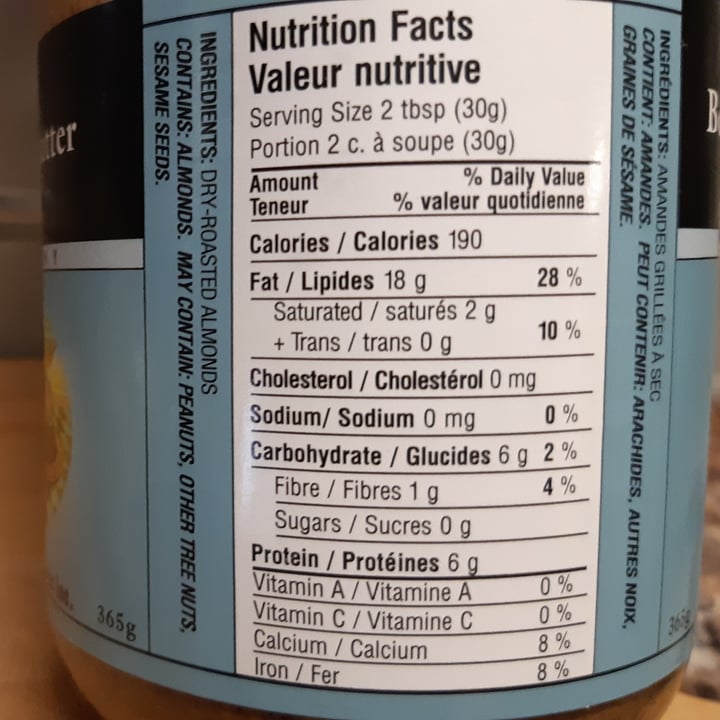 Nutrition Facts
Valeur nutritive
Serving Size 2 tbsp (30g)
Portion 2 c. à soupe (30g)
Amount % Daily Value
Teneur % valeur quotidienne
Calories / Calories 190
Fat / Lipides 18 g 28 %
Saturated / saturés 2 g
+ Trans / trans 0 g 10 %
Cholesterol / Cholestérol 0 mg
Sodium/ Sodium 0 mg 0 %
Carbohydrate / Glucides 6 g 2 %
Fibre / Fibres 1 g 4 %
Sugars / Sucres 0 g
Protein / Protéines 6 g
Vitamin A / Vitamine A 0 %
Vitamin C / Vitamine C 0 %
Calcium / Calcium 8 %
Iron / Fer 8 %
INGREDIENTS: DRY-ROASTED ALMONDS
CONTAINS: ALMONDS. MAY CONTAIN: PEANUTS, OTHER TREE NUTS,
SESAME SEEDS.
INGRÉDIENTS: AMANDES GRILLÉES À SEC
CONTIENT: AMANDES. PEUT CONTENIR: ARACHIDES, AUTRES NOIX,
GRAINES DE SÉSAME.
365g
365g